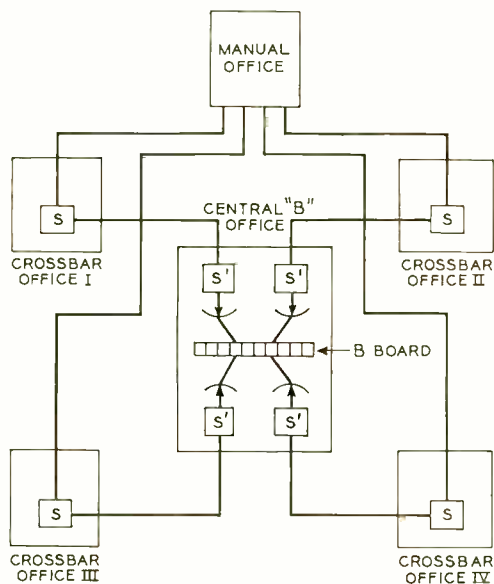 MANUAL
OFFICE
CENTRAL "B"
OFFICE
S
S
CROSSBAR
OFFICE I
CROSSBAR
OFFICE II
S'
S'
B BOARD
S'
S'
S
S
CROSSBAR
OFFICE III
CROSSBAR
OFFICE IV